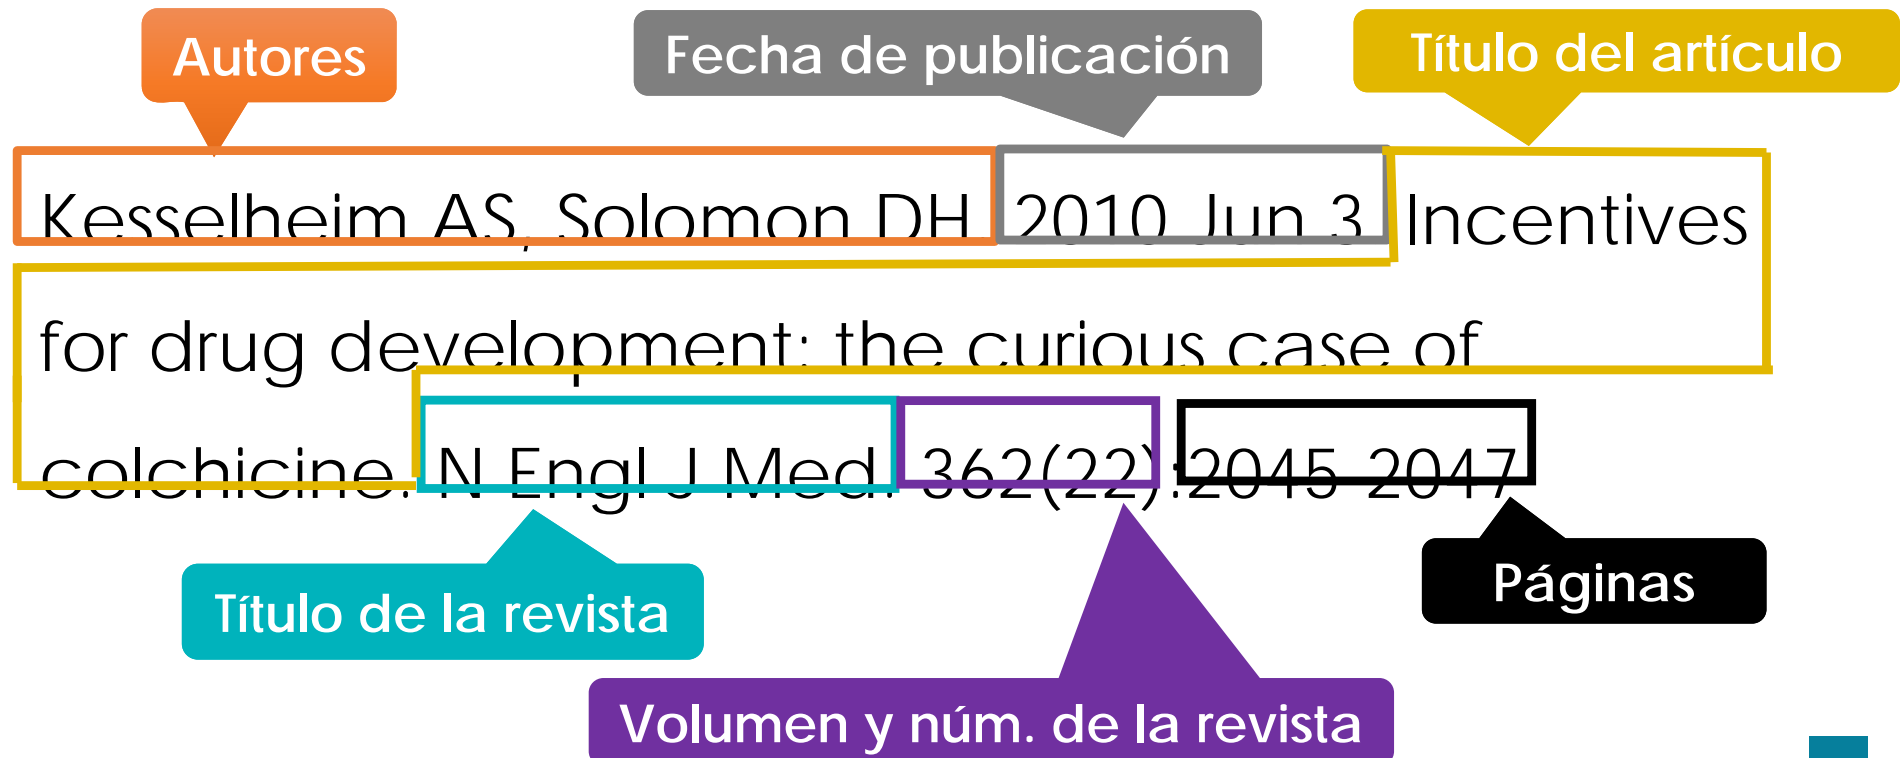 Autores
Fecha de publicación
Título del artículo
Kesselheim AS, Solomon DH 2010 Jun 3 Incentives
for drug development: the curious case of
colchicine. N Engl J Med. 362(22):2045 2047
Título de la revista
Páginas
Volumen y núm. de la revista